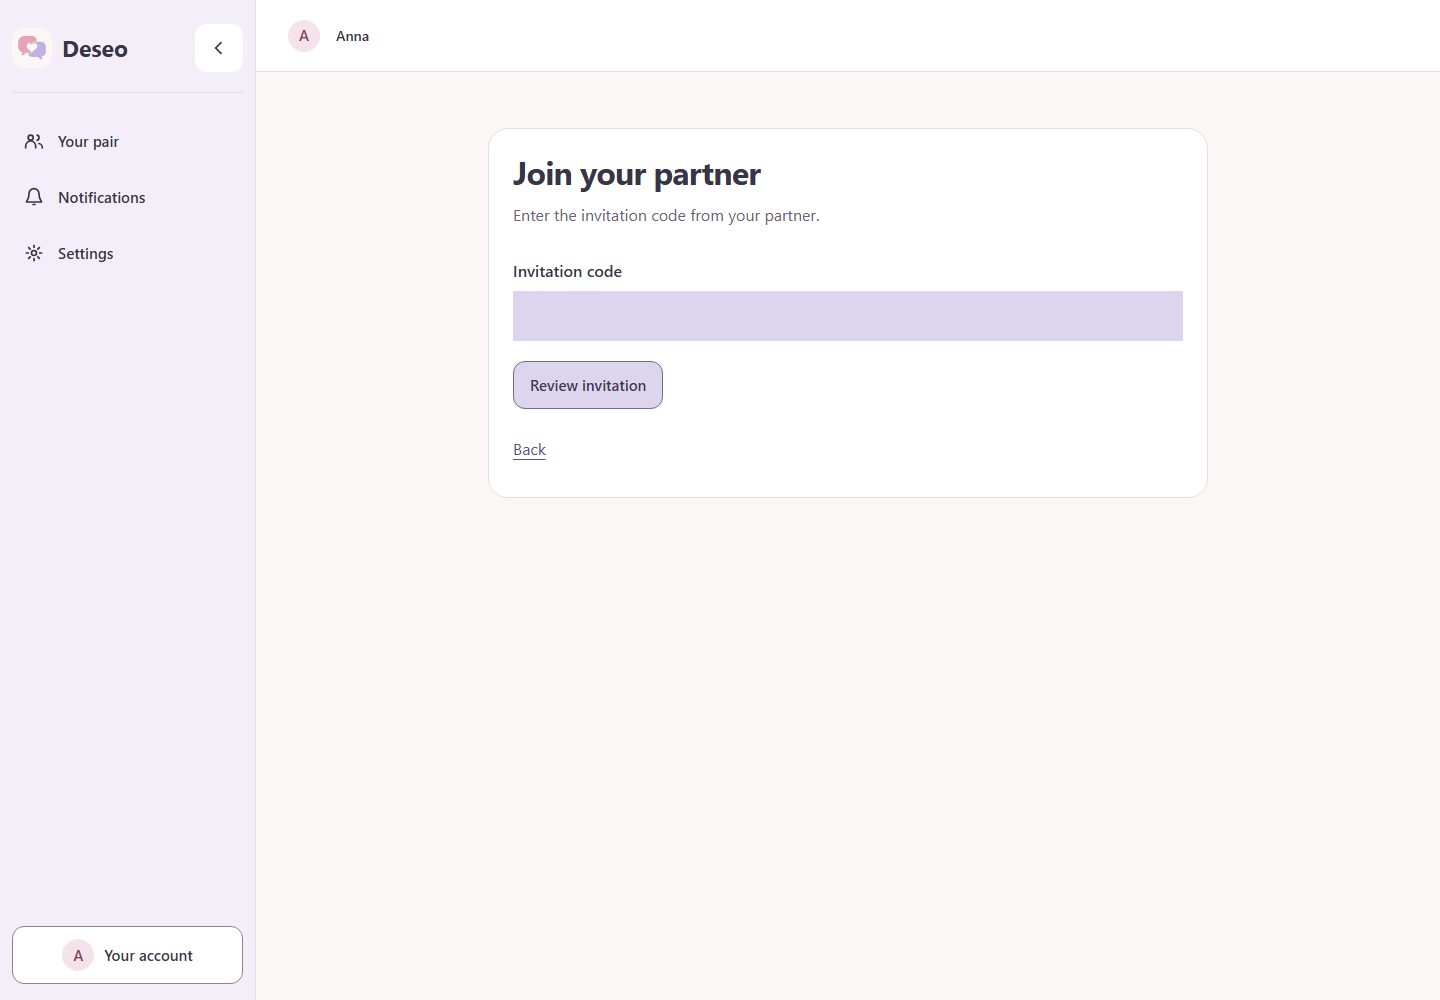 Deseo
Your pair
Notifications
Settings
A Your account
A Anna
Join your partner
Enter the invitation code from your partner.
Invitation code
Review invitation
Back